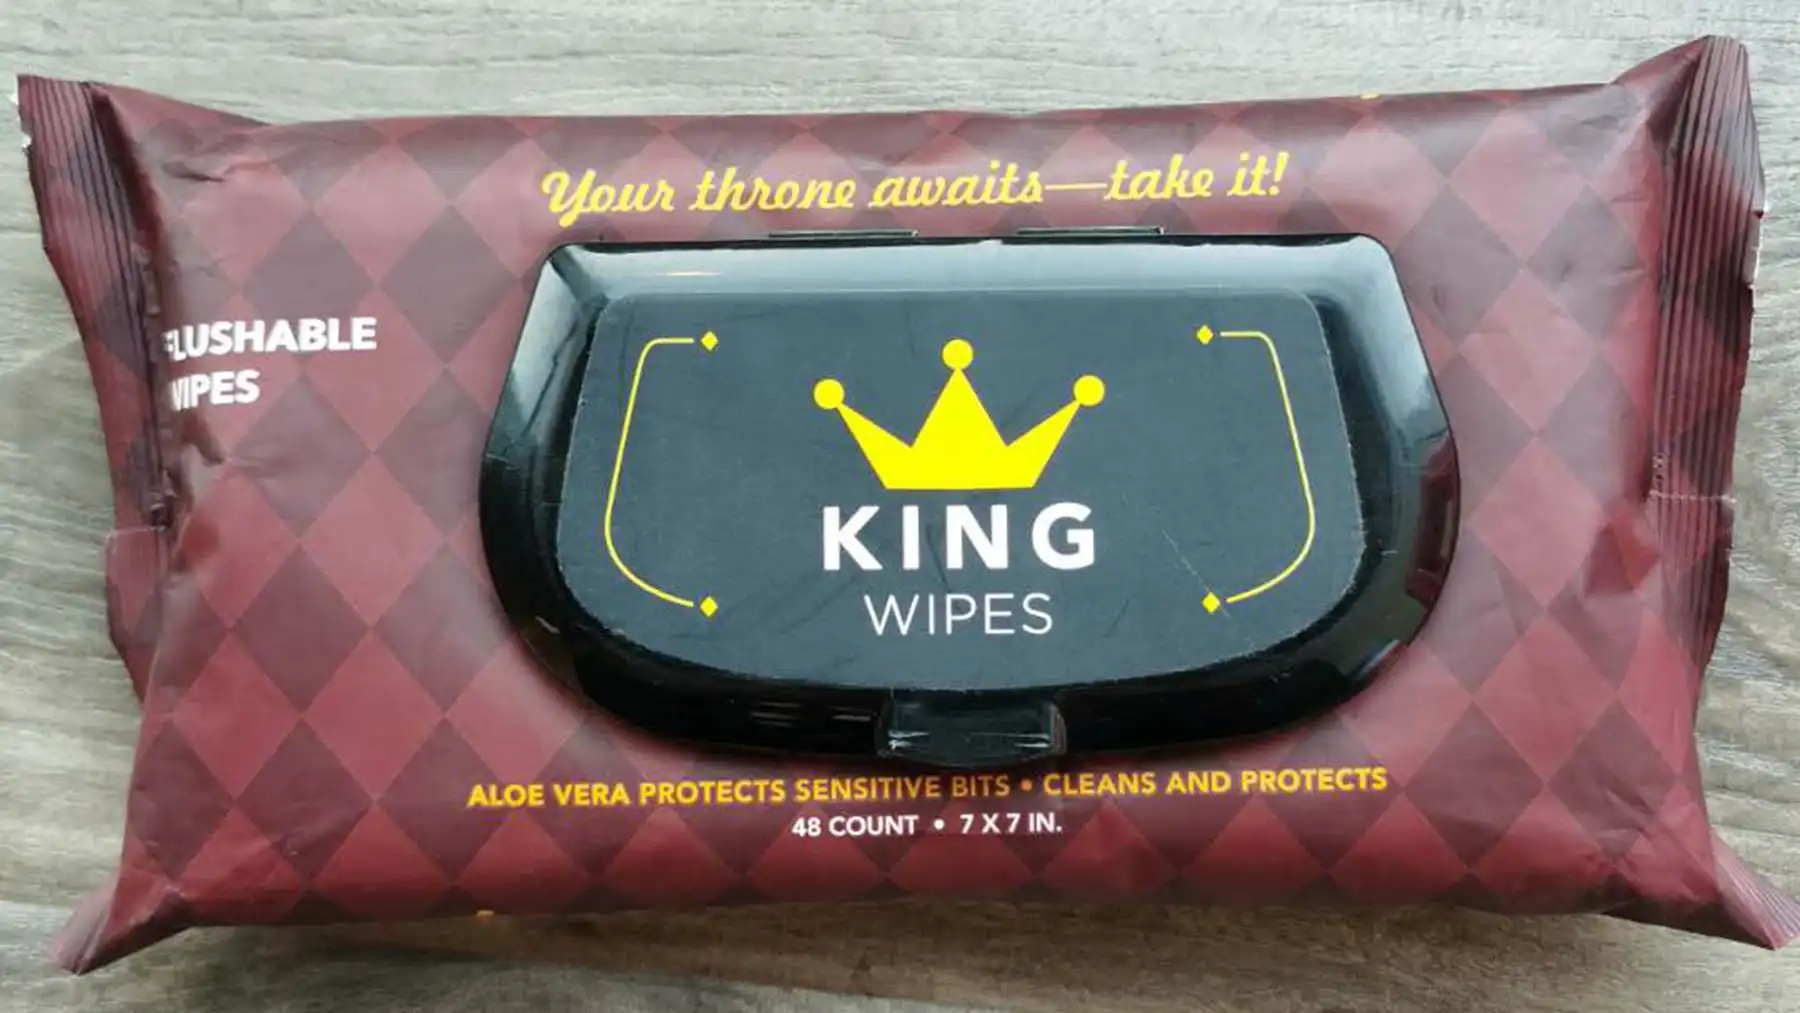 Your throne awaits—take it!
FLUSHABLE
WIPES
KING
WIPES
ALOE VERA PROTECTS SENSITIVE BITS • CLEANS AND PROTECTS
48 COUNT • 7 X 7 IN.